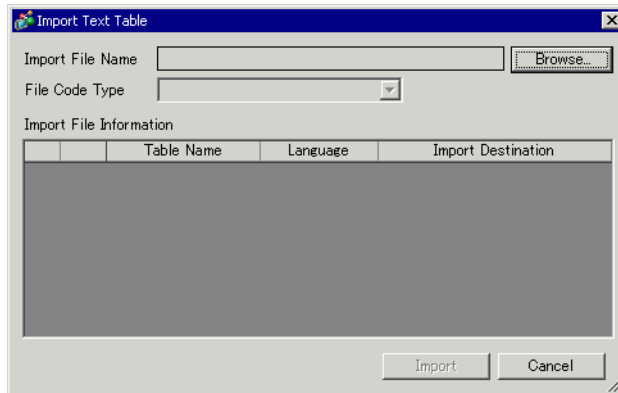 Import Text Table
Import File Name
Browse...
File Code Type
Import File Information
Table Name Language Import Destination
Import Cancel